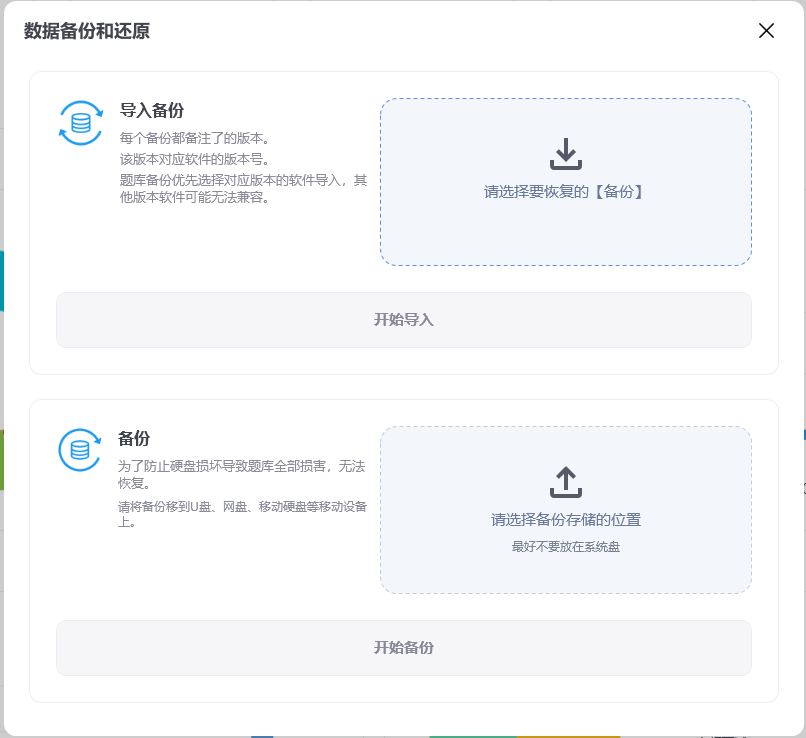 数据备份和还原
导入备份
每个备份都备注了的版本。
该版本对应软件的版本号。
题库备份优先选择对应版本的软件导入，其
他版本软件可能无法兼容。
请选择要恢复的【备份】
开始导入
备份
为了防止硬盘损坏导致题库全部损害，无法
恢复。
请将备份移到U盘、网盘、移动硬盘等移动设备
上。
请选择备份存储的位置
最好不要放在系统盘
开始备份